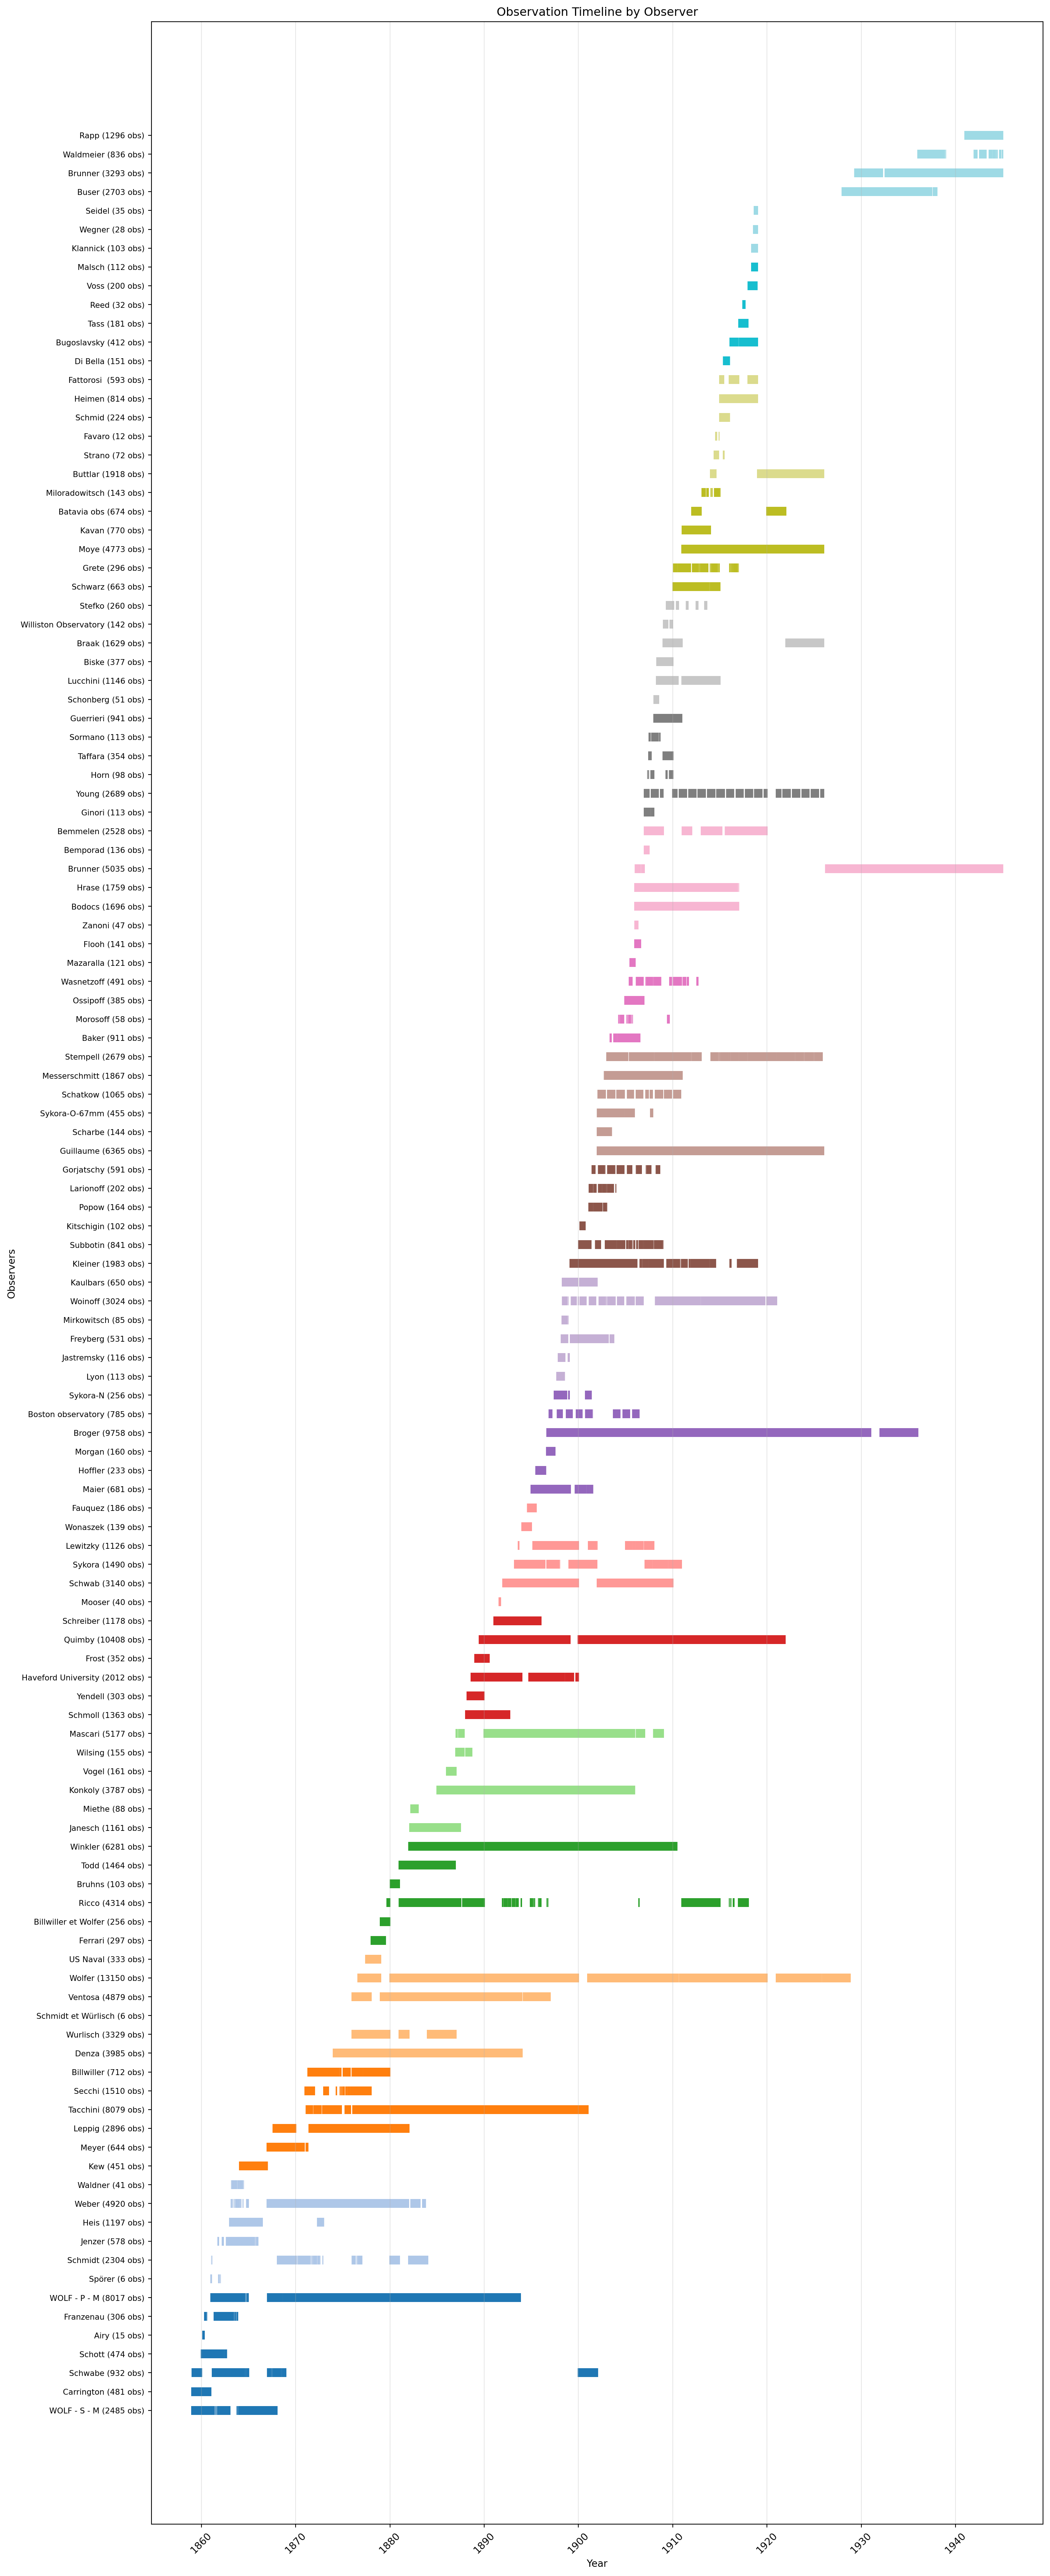 Observation Timeline by Observer
Rapp (1296 obs)
Waldmeier (836 obs)
Brunner (3293 obs)
Buser (2703 obs)
Seidel (35 obs)
Wegner (28 obs)
Klannick (103 obs)
Malsch (112 obs)
Voss (200 obs)
Reed (32 obs)
Tass (181 obs)
Bugoslavsky (412 obs)
Di Bella (151 obs)
Fattorosi  (593 obs)
Heimen (814 obs)
Schmid (224 obs)
Favaro (12 obs)
Strano (72 obs)
Buttlar (1918 obs)
Miloradowitsch (143 obs)
Batavia obs (674 obs)
Kavan (770 obs)
Moye (4773 obs)
Grete (296 obs)
Schwarz (663 obs)
Stefko (260 obs)
Williston Observatory (142 obs)
Braak (1629 obs)
Biske (377 obs)
Lucchini (1146 obs)
Schonberg (51 obs)
Guerrieri (941 obs)
Sormano (113 obs)
Taffara (354 obs)
Horn (98 obs)
Young (2689 obs)
Ginori (113 obs)
Bemmelen (2528 obs)
Bemporad (136 obs)
Brunner (5035 obs)
Hrase (1759 obs)
Bodocs (1696 obs)
Zanoni (47 obs)
Flooh (141 obs)
Mazaralla (121 obs)
Wasnetzoff (491 obs)
Ossipoff (385 obs)
Morosoff (58 obs)
Baker (911 obs)
Stempell (2679 obs)
Messerschmitt (1867 obs)
Schatkow (1065 obs)
Sykora-O-67mm (455 obs)
Scharbe (144 obs)
Guillaume (6365 obs)
Gorjatschy (591 obs)
Larionoff (202 obs)
Popow (164 obs)
Kitschigin (102 obs)
Subbotin (841 obs)
Kleiner (1983 obs)
Kaulbars (650 obs)
Woinoff (3024 obs)
Mirkowitsch (85 obs)
Freyberg (531 obs)
Jastremsky (116 obs)
Lyon (113 obs)
Sykora-N (256 obs)
Boston observatory (785 obs)
Broger (9758 obs)
Morgan (160 obs)
Hoffler (233 obs)
Maier (681 obs)
Fauquez (186 obs)
Wonaszek (139 obs)
Lewitzky (1126 obs)
Sykora (1490 obs)
Schwab (3140 obs)
Mooser (40 obs)
Schreiber (1178 obs)
Quimby (10408 obs)
Frost (352 obs)
Haveford University (2012 obs)
Yendell (303 obs)
Schmoll (1363 obs)
Mascari (5177 obs)
Wilsing (155 obs)
Vogel (161 obs)
Konkoly (3787 obs)
Miethe (88 obs)
Janesch (1161 obs)
Winkler (6281 obs)
Todd (1464 obs)
Bruhns (103 obs)
Ricco (4314 obs)
Billwiller et Wolfer (256 obs)
Ferrari (297 obs)
US Naval (333 obs)
Wolfer (13150 obs)
Ventosa (4879 obs)
Schmidt et Würlisch (6 obs)
Wurlisch (3329 obs)
Denza (3985 obs)
Billwiller (712 obs)
Secchi (1510 obs)
Tacchini (8079 obs)
Leppig (2896 obs)
Meyer (644 obs)
Kew (451 obs)
Waldner (41 obs)
Weber (4920 obs)
Heis (1197 obs)
Jenzer (578 obs)
Schmidt (2304 obs)
Spörer (6 obs)
WOLF - P - M (8017 obs)
Franzenau (306 obs)
Airy (15 obs)
Schott (474 obs)
Schwabe (932 obs)
Carrington (481 obs)
WOLF - S - M (2485 obs)
Observers
1860 1870 1880 1890 1900 1910 1920 1930 1940
Year